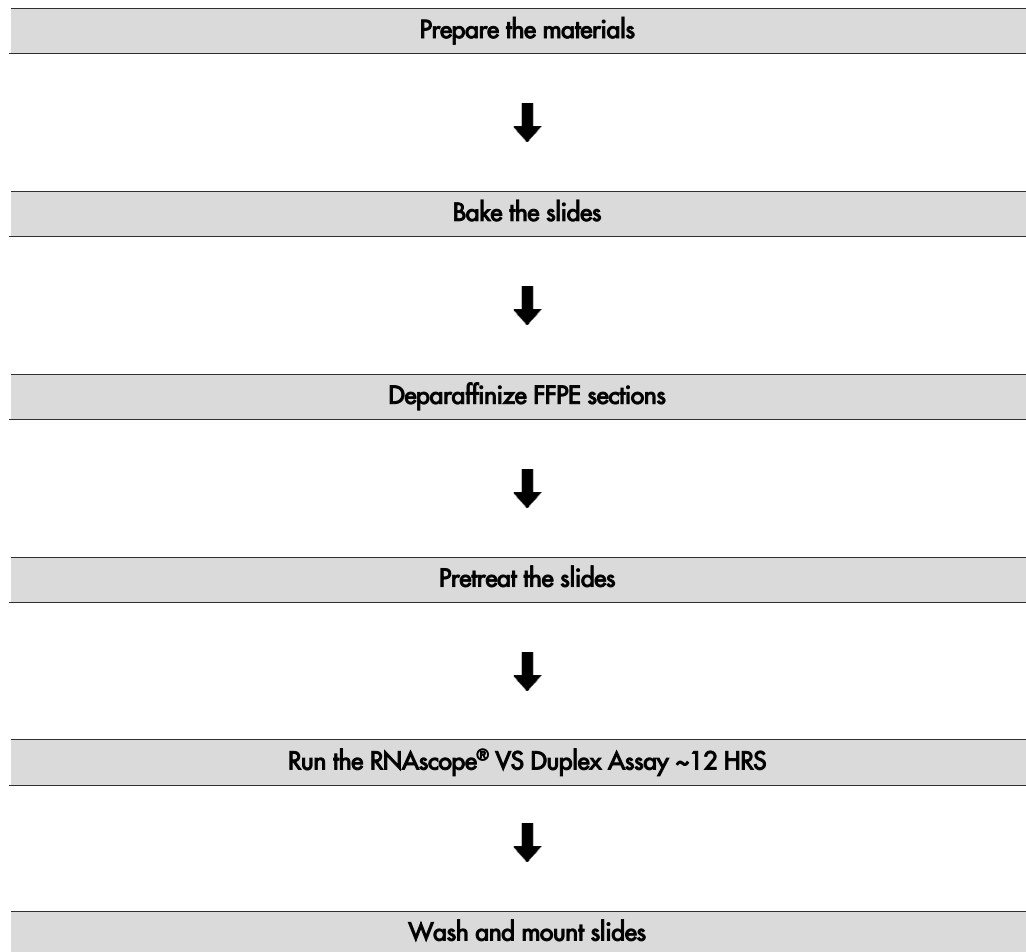 Prepare the materials
Bake the slides
Deparaffinize FFPE sections
Pretreat the slides
Run the RNAscope® VS Duplex Assay ~12 HRS
Wash and mount slides